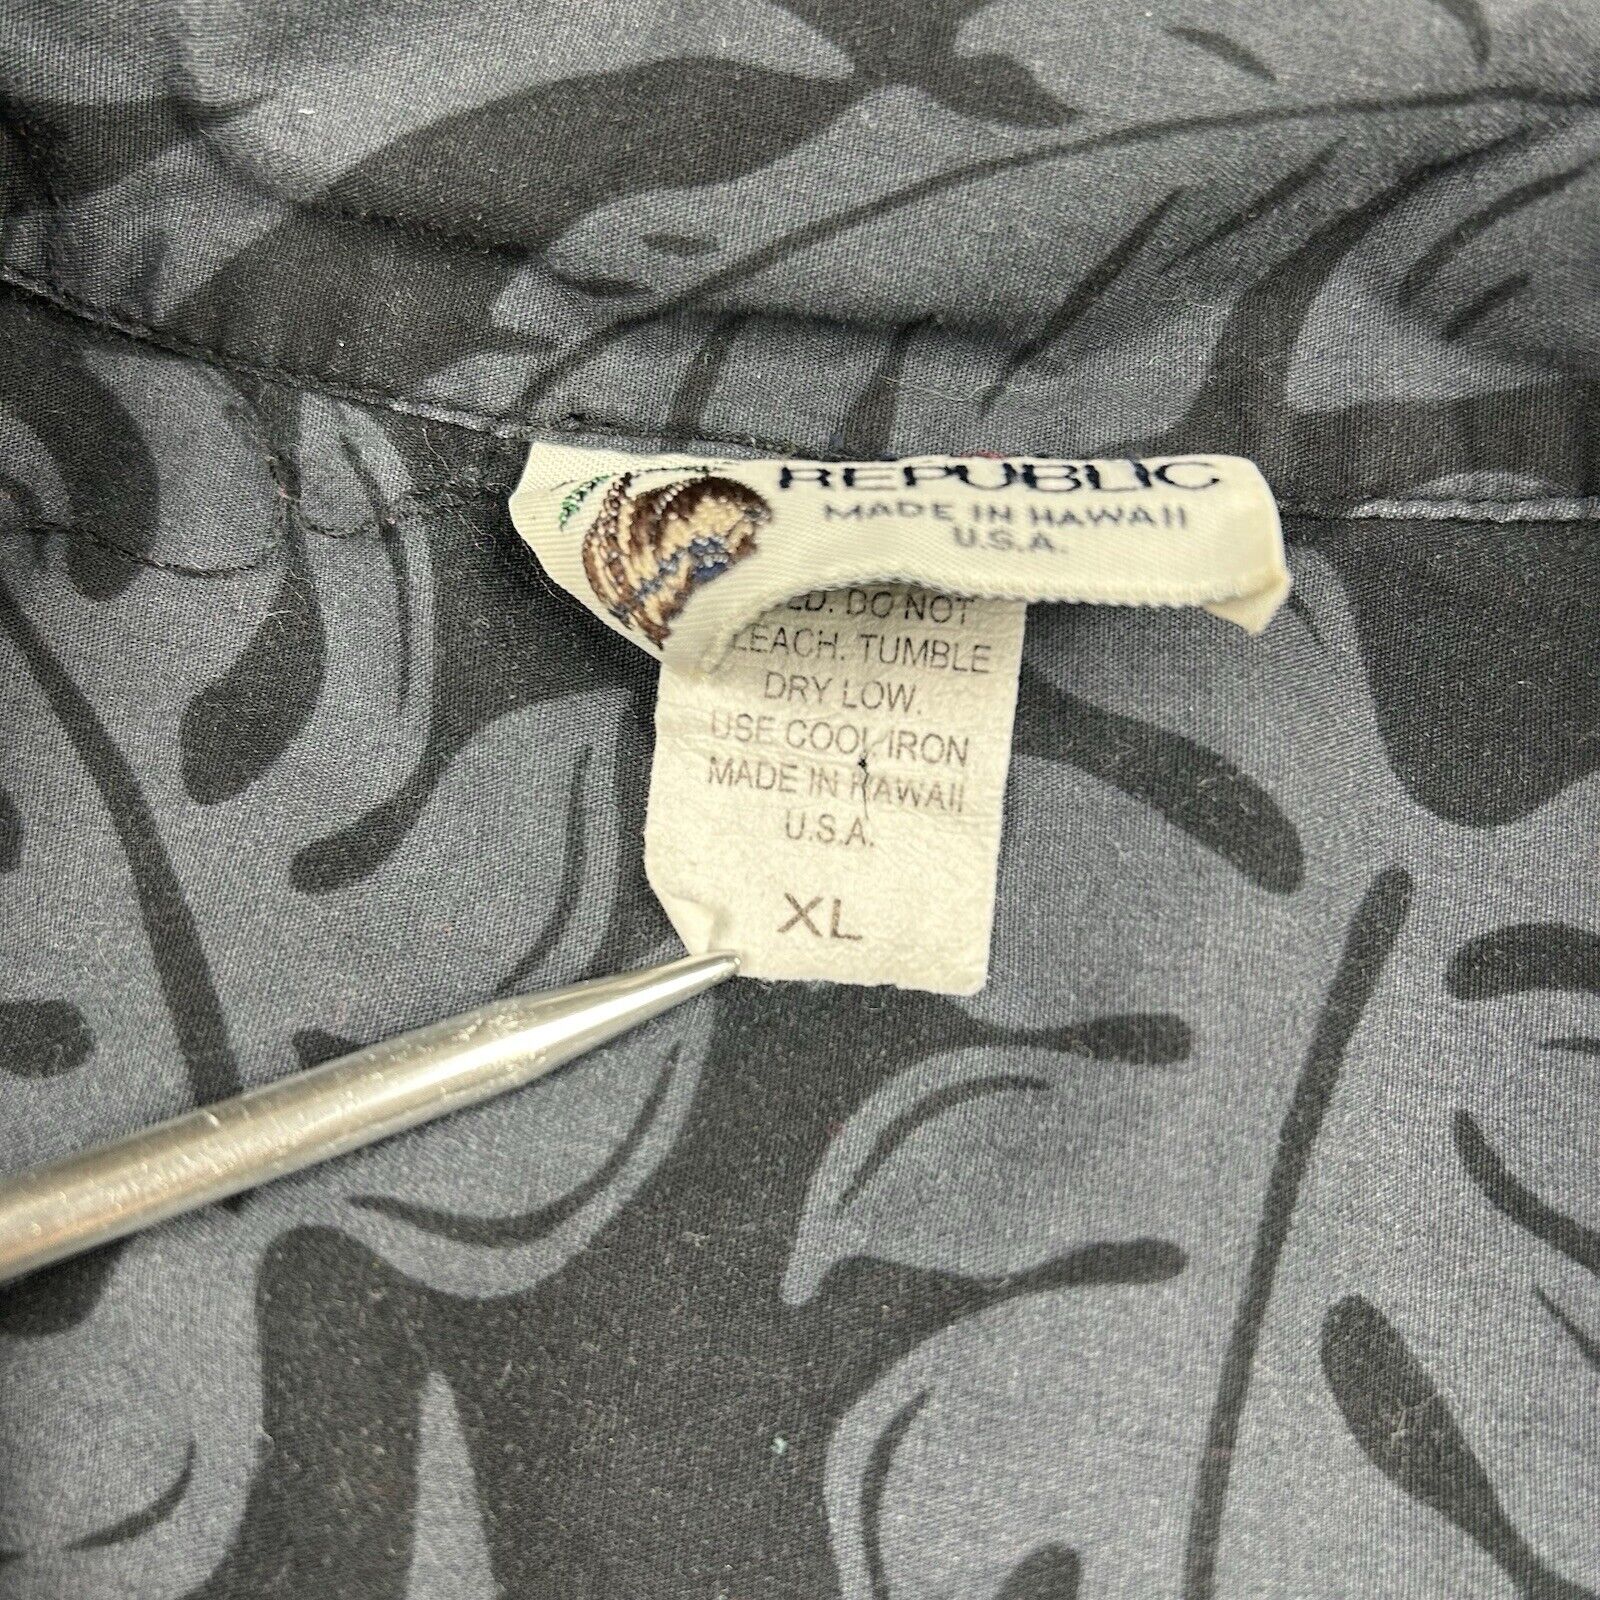 REPUBLIC
MADE IN HAWAII
U.S.A.
DO NOT
TUMBLE
DRY LOW.
USE COOL IRON
MADE IN HAWAII
U.S.A.
XL